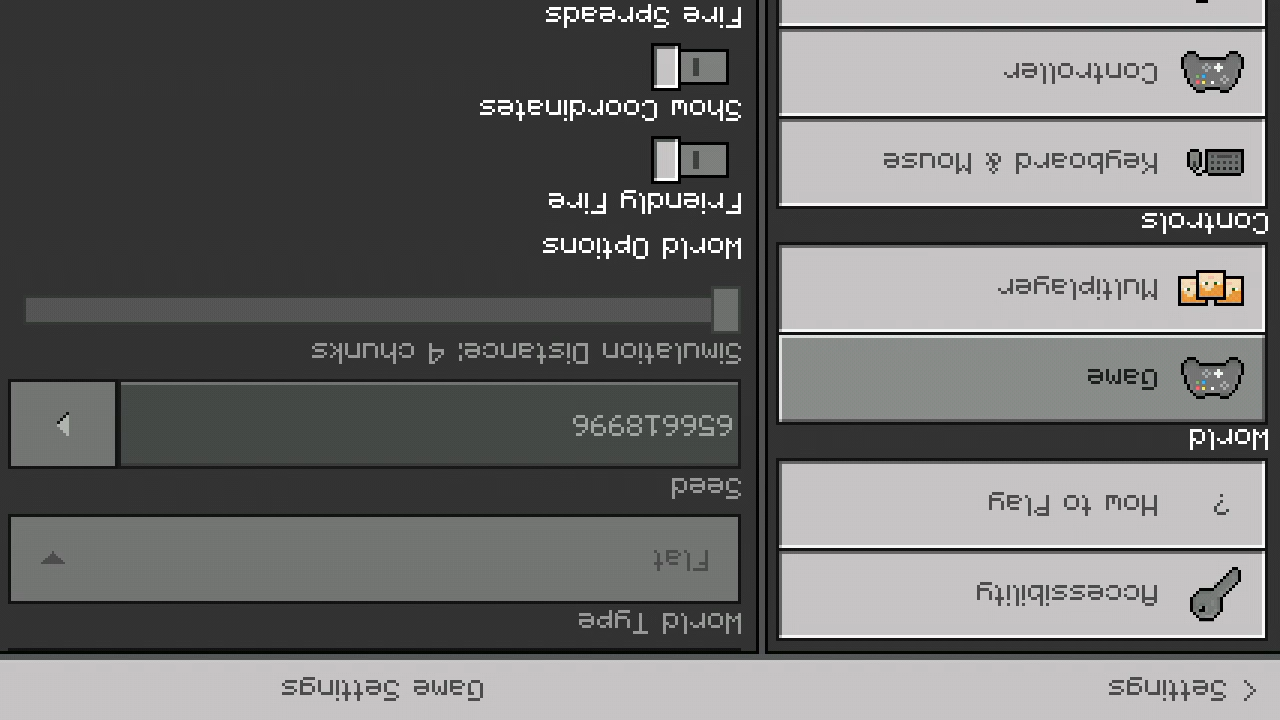 < Settings
Game Settings
Accessibility
? How to Play
World
Game
Multiplayer
Controls
Keyboard & Mouse
Controller
World Type
Flat
Seed
656618996
Simulation Distance: 4 chunks
World Options
Friendly Fire
Show Coordinates
Fire Spreads